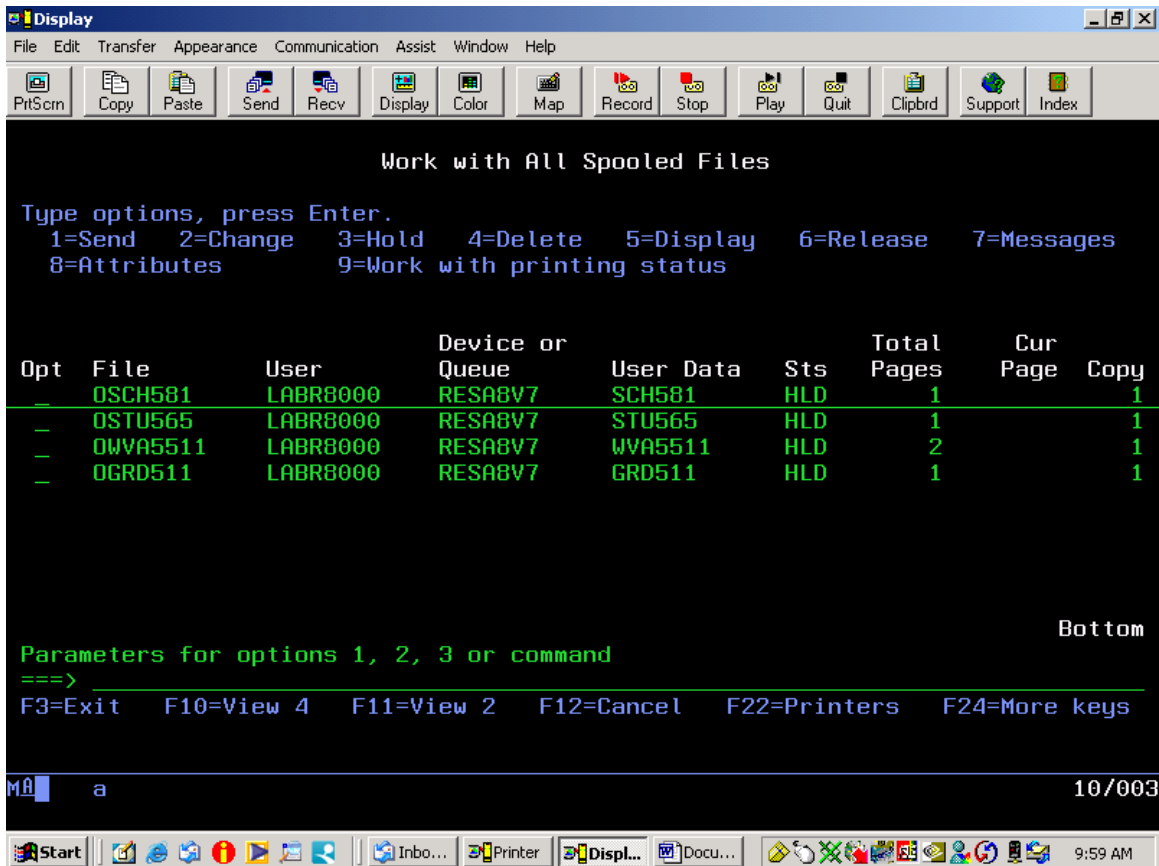 Display
File Edit Transfer Appearance Communication Assist Window Help
PrtScrn Copy Paste Send Recv Display Color Map Record Stop Play Quit Clipbrd Support Index
Work with All Spooled Files
Type options, press Enter.
1=Send 2=Change 3=Hold 4=Delete 5=Display 6=Release 7=Messages
8=Attributes 9=Work with printing status
Device or Total Cur
Opt File User Queue User Data Sts Pages Page Copy
_ OSCH581 LABR8000 RESA8V7 SCH581 HLD 1 1
_ OSTU565 LABR8000 RESA8V7 STU565 HLD 1 1
_ OWVA5511 LABR8000 RESA8V7 WVA5511 HLD 2 1
_ OGRD511 LABR8000 RESA8V7 GRD511 HLD 1 1
Bottom
Parameters for options 1, 2, 3 or command
===>
F3=Exit F10=View 4 F11=View 2 F12=Cancel F22=Printers F24=More keys
MA a 10/003
Start Inbo... Printer Displ... Docu... 9:59 AM